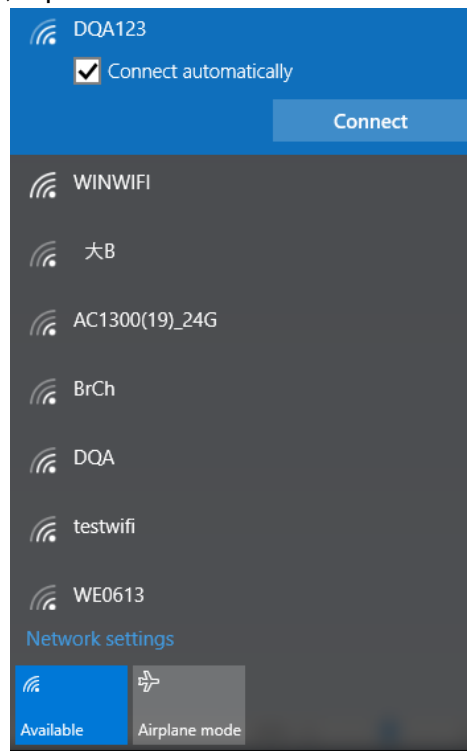 DQA123
Connect automatically
Connect
WINWIFI
大B
AC1300(19)_24G
BrCh
DQA
testwifi
WE0613
Network settings
Available
Airplane mode